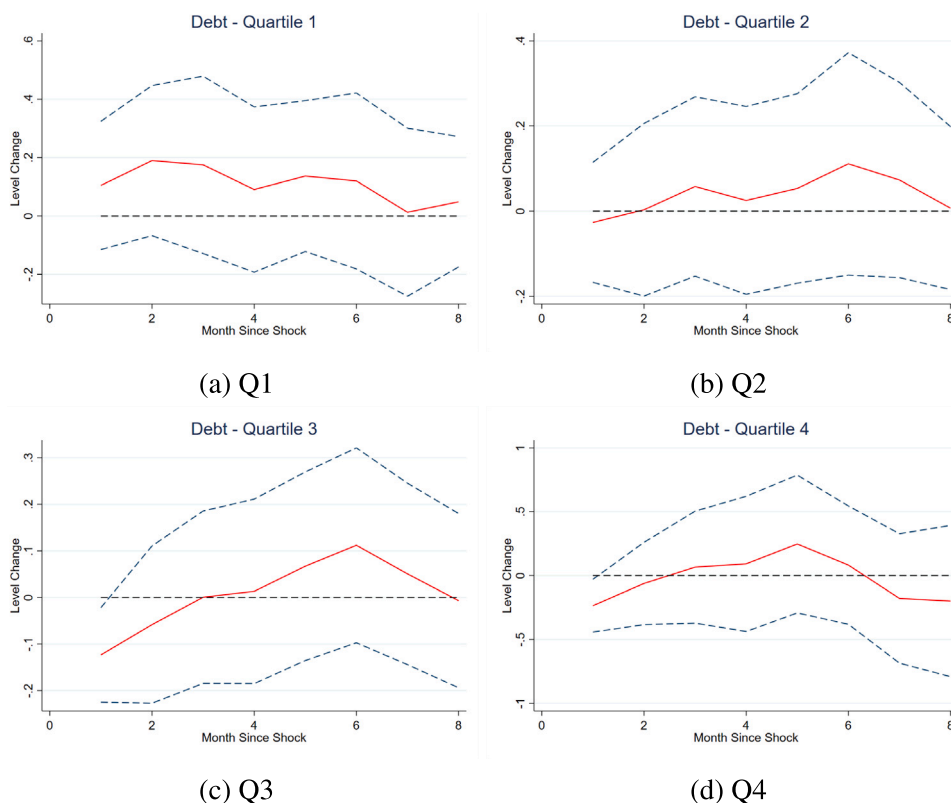 Debt - Quartile 1
Level Change
.6
.4
.2
0
-.2
0 2 4 6 8
Month Since Shock
(a) Q1
Debt - Quartile 2
Level Change
.4
.2
0
-.2
0 2 4 6 8
Month Since Shock
(b) Q2
Debt - Quartile 3
Level Change
.3
.2
.1
0
-.1
-.2
0 2 4 6 8
Month Since Shock
(c) Q3
Debt - Quartile 4
Level Change
1
.5
0
-.5
-1
0 2 4 6 8
Month Since Shock
(d) Q4